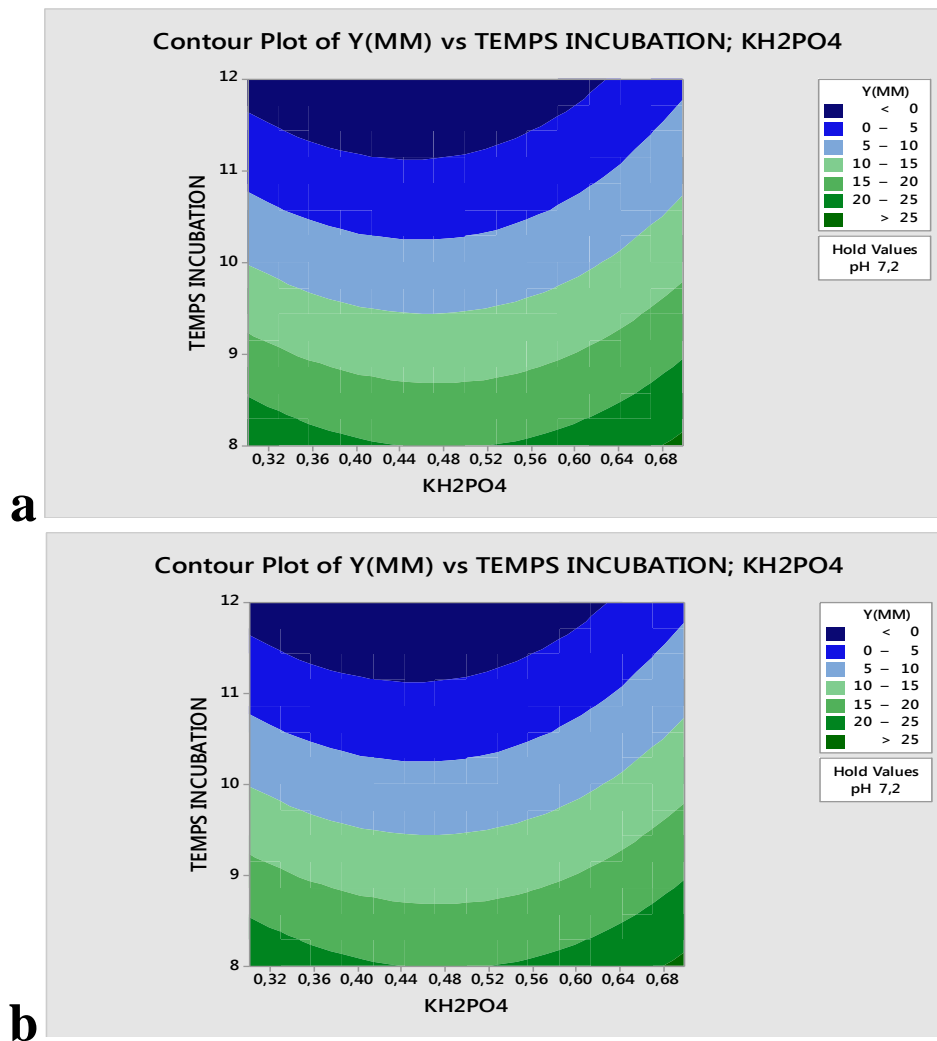 Contour Plot of Y(MM) vs TEMPS INCUBATION; KH2PO4
12
11
10
9
8
TEMPS INCUBATION
0,32 0,36 0,40 0,44 0,48 0,52 0,56 0,60 0,64 0,68
KH2PO4
Y(MM)
< 0
0 – 5
5 – 10
10 – 15
15 – 20
20 – 25
> 25
Hold Values
pH 7,2
a
Contour Plot of Y(MM) vs TEMPS INCUBATION; KH2PO4
12
11
10
9
8
TEMPS INCUBATION
0,32 0,36 0,40 0,44 0,48 0,52 0,56 0,60 0,64 0,68
KH2PO4
Y(MM)
< 0
0 – 5
5 – 10
10 – 15
15 – 20
20 – 25
> 25
Hold Values
pH 7,2
b